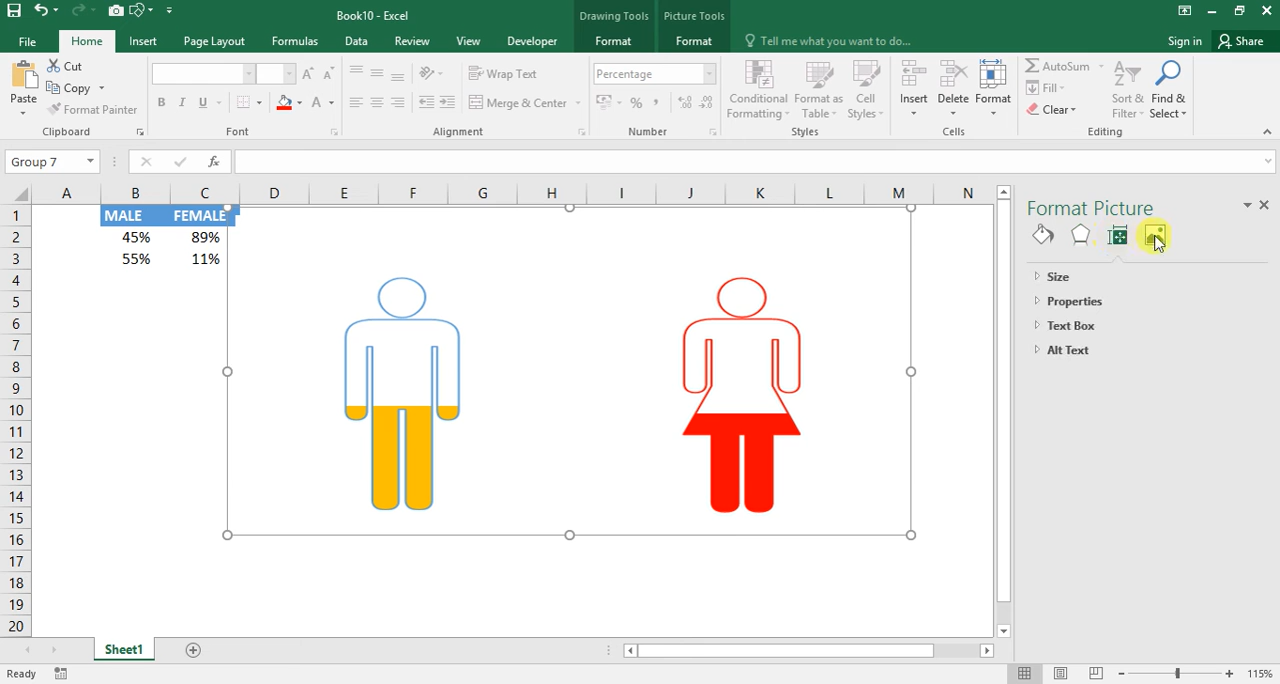 Book10 - Excel
Drawing Tools
Picture Tools
File
Home
Insert
Page Layout
Formulas
Data
Review
View
Developer
Format
Format
Tell me what you want to do...
Sign in
Share
Paste
Cut
Copy
Format Painter
Clipboard
B I U
A
A A
Font
Wrap Text
Merge & Center
Alignment
Percentage
%
Number
Conditional Formatting
Format as Table
Cell Styles
Styles
Insert
Delete
Format
Cells
AutoSum
Fill
Clear
Sort & Filter
Find & Select
Editing
Group 7
fx
A B C D E F G H I J K L M N
1 MALE FEMALE
2 45% 89%
3 55% 11%
4
5
6
7
8
9
10
11
12
13
14
15
16
17
18
19
20
Format Picture
Size
Properties
Text Box
Alt Text
Sheet1
Ready
115%